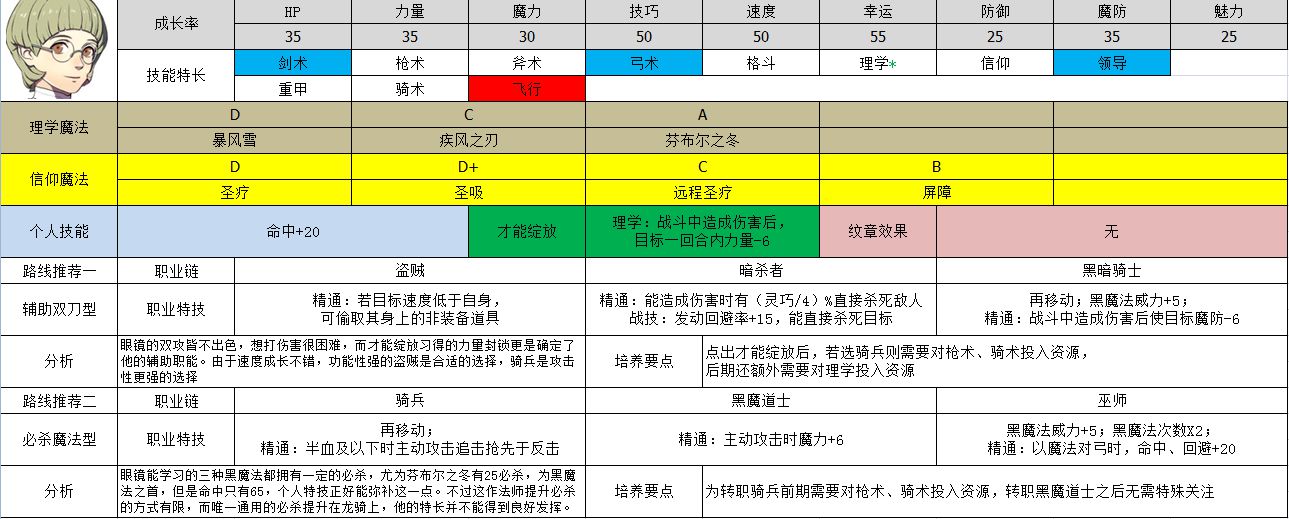 成长率 HP 力量 魔力 技巧 速度 幸运 防御 魔防 魅力
35 35 30 50 50 55 25 35 25
技能特长 剑术 枪术 斧术 弓术 格斗 理学* 信仰 领导
重甲 骑术 飞行
理学魔法 D C A
暴风雪 疾风之刃 芬布尔之冬
信仰魔法 D D+ C B
圣疗 圣吸 远程圣疗 屏障
个人技能 命中+20 才能绽放 理学：战斗中造成伤害后，
目标一回合内力量-6 纹章效果 无
路线推荐一 职业链 盗贼 暗杀者 黑暗骑士
辅助双刀型 职业特技 精通：若目标速度低于自身，
可偷取其身上的非装备道具
精通：能造成伤害时有（灵巧/4）%直接杀死敌人
战技：发动回避率+15，能直接杀死目标
再移动；黑魔法威力+5；
精通：战斗中造成伤害后使目标魔防-6
分析 眼镜的双攻皆不出色，想打伤害很困难，而才能绽放习得的力量封锁更是确定了
他的辅助职能。由于速度成长不错，功能性强的盗贼是合适的选择，骑兵是攻击
性更强的选择
培养要点 点出才能绽放后，若选骑兵则需要对枪术、骑术投入资源，
后期还额外需要对理学投入资源
路线推荐二 职业链 骑兵 黑魔道士 巫师
必杀魔法型 职业特技 再移动；
精通：半血及以下时主动攻击追击抢先于反击
精通：主动攻击时魔力+6
黑魔法威力+5；黑魔法次数X2；
精通：以魔法对弓时，命中、回避+20
分析 眼镜能学习的三种黑魔法都拥有一定的必杀，尤为芬布尔之冬有25必杀，为黑魔
法之首，但是命中只有65，个人特技正好能弥补这一点。不过这作法师提升必杀
的方式有限，而唯一通用的必杀提升在龙骑上，他的特长并不能得到良好发挥。
培养要点 为转职骑兵前期需要对枪术、骑术投入资源，转职黑魔道士之后无需特殊关注